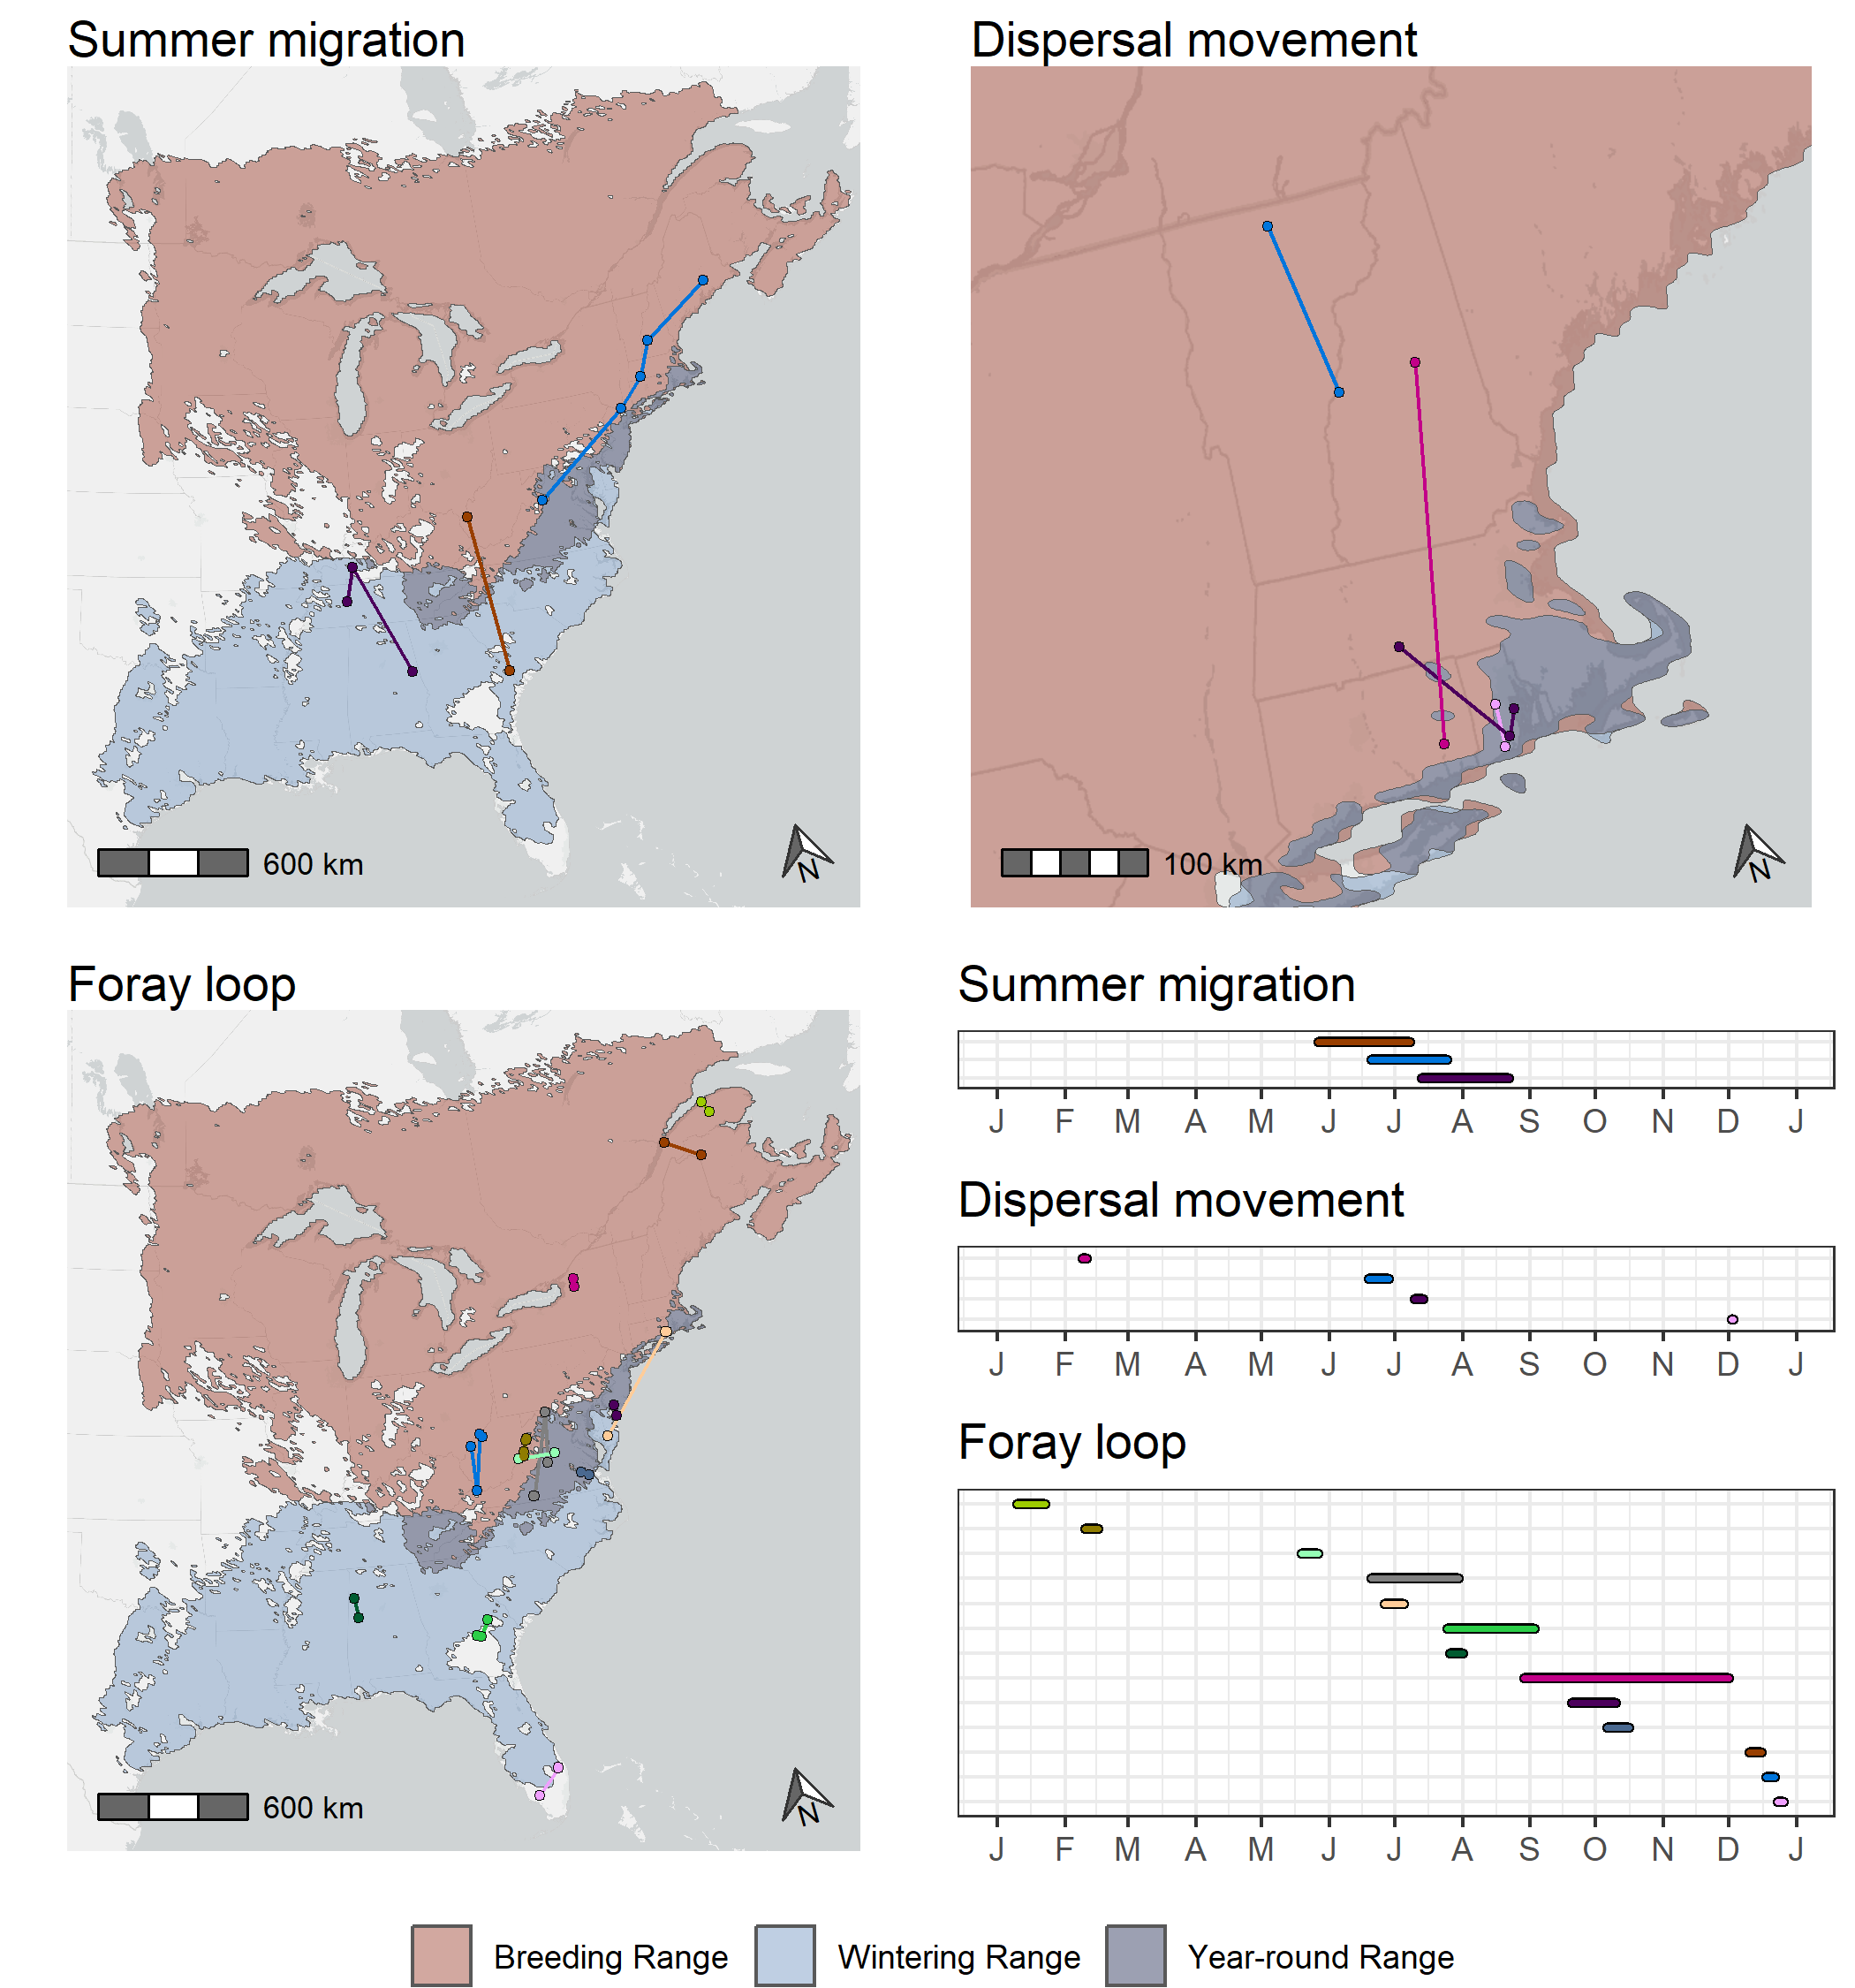 Summer migration
Dispersal movement
600 km
N
100 km
N
Foray loop
600 km
N
Summer migration
J F M A M J J A S O N D J
Dispersal movement
J F M A M J J A S O N D J
Foray loop
J F M A M J J A S O N D J
Breeding Range
Wintering Range
Year-round Range